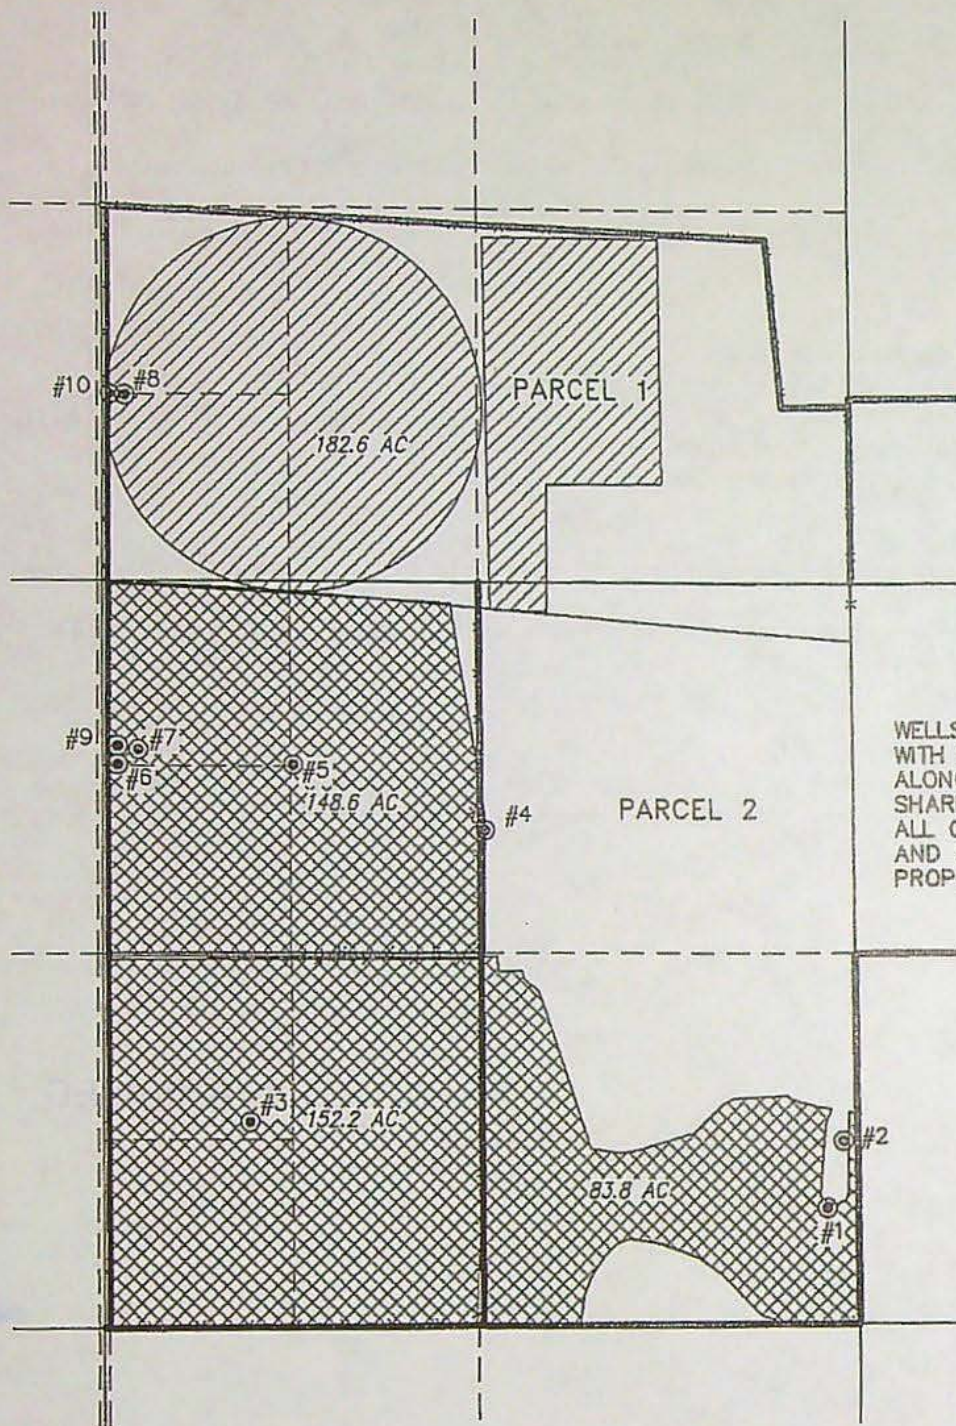 #10
#8
PARCEL 1
182.6 AC
#9
#7
#6
#5
148.6 AC
#4
PARCEL 2
WELLS
WITH
ALONG
SHAR
ALL
AND
PROP
#3
152.2 AC
#2
83.8 AC
#1